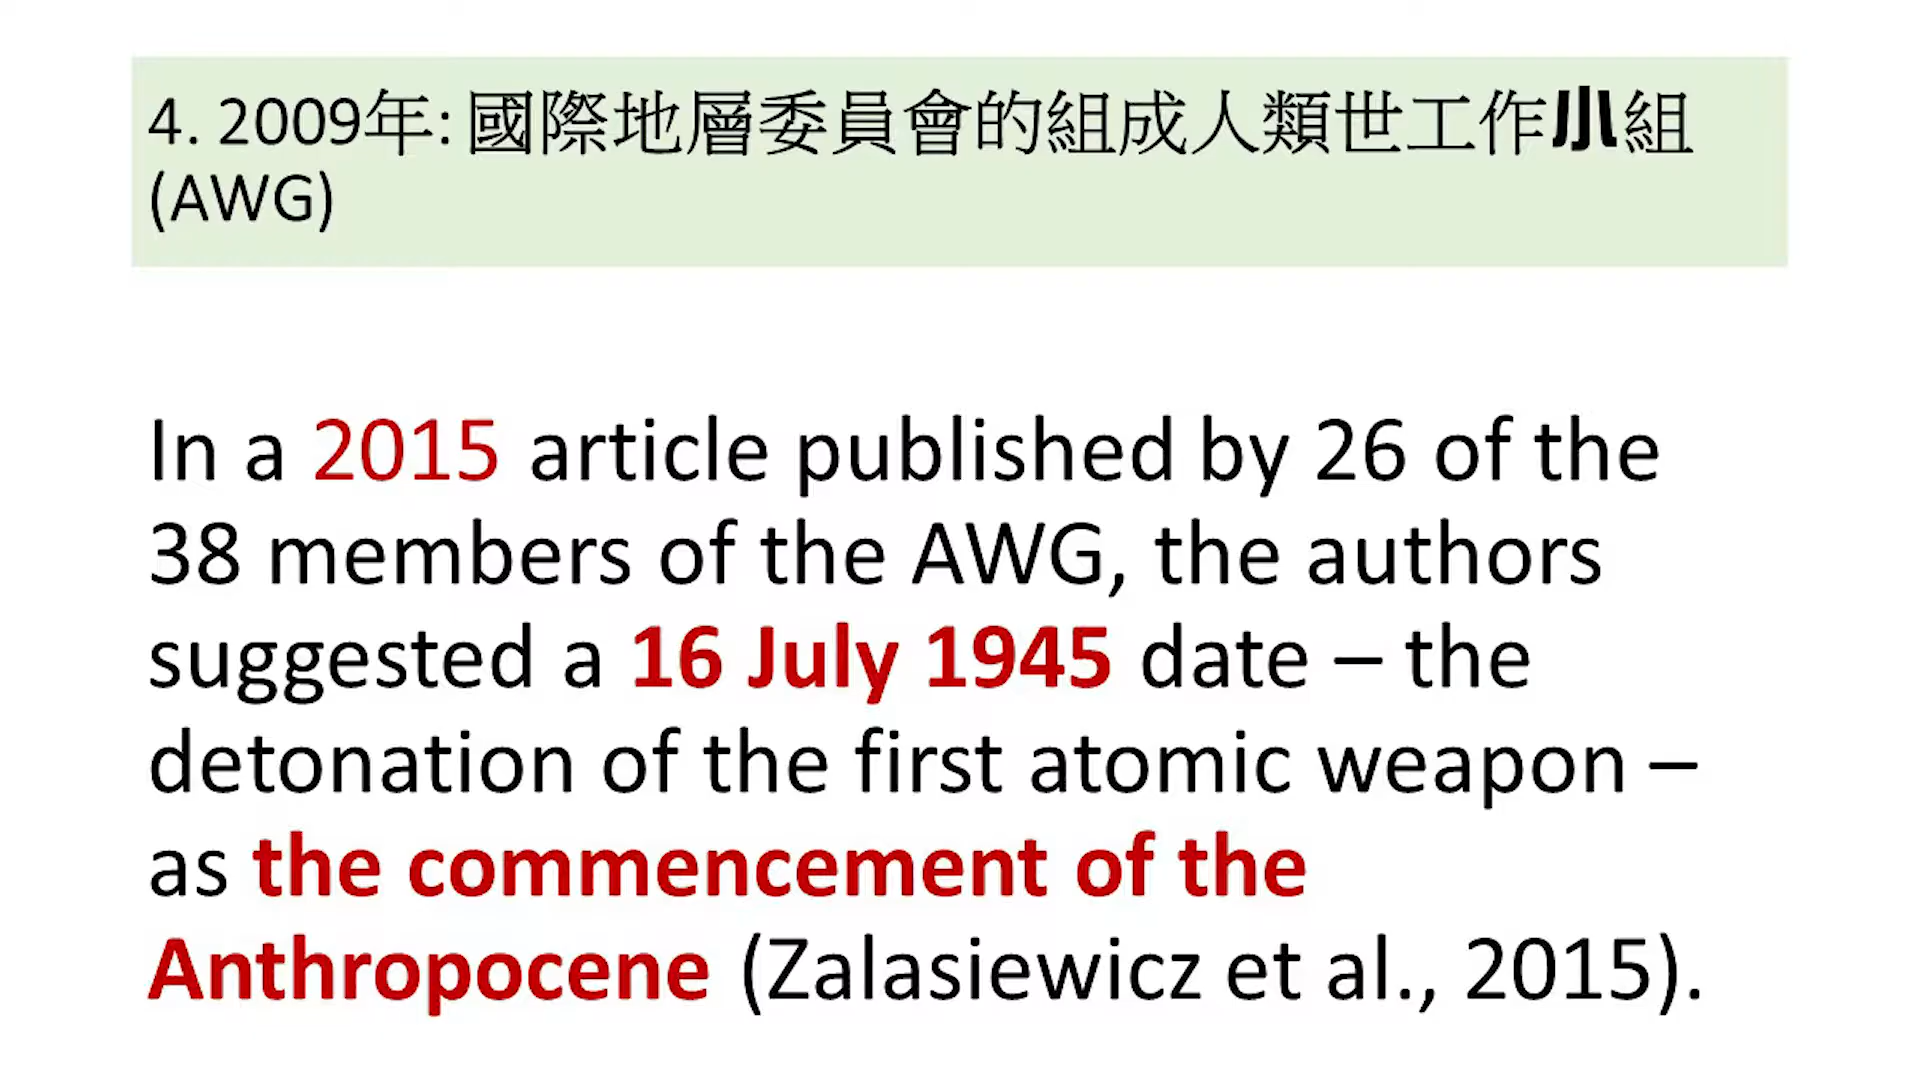 4. 2009年: 國際地層委員會的組成人類世工作小組
(AWG)
In a 2015 article published by 26 of the
38 members of the AWG, the authors
suggested a 16 July 1945 date – the
detonation of the first atomic weapon –
as the commencement of the
Anthropocene (Zalasiewicz et al., 2015).